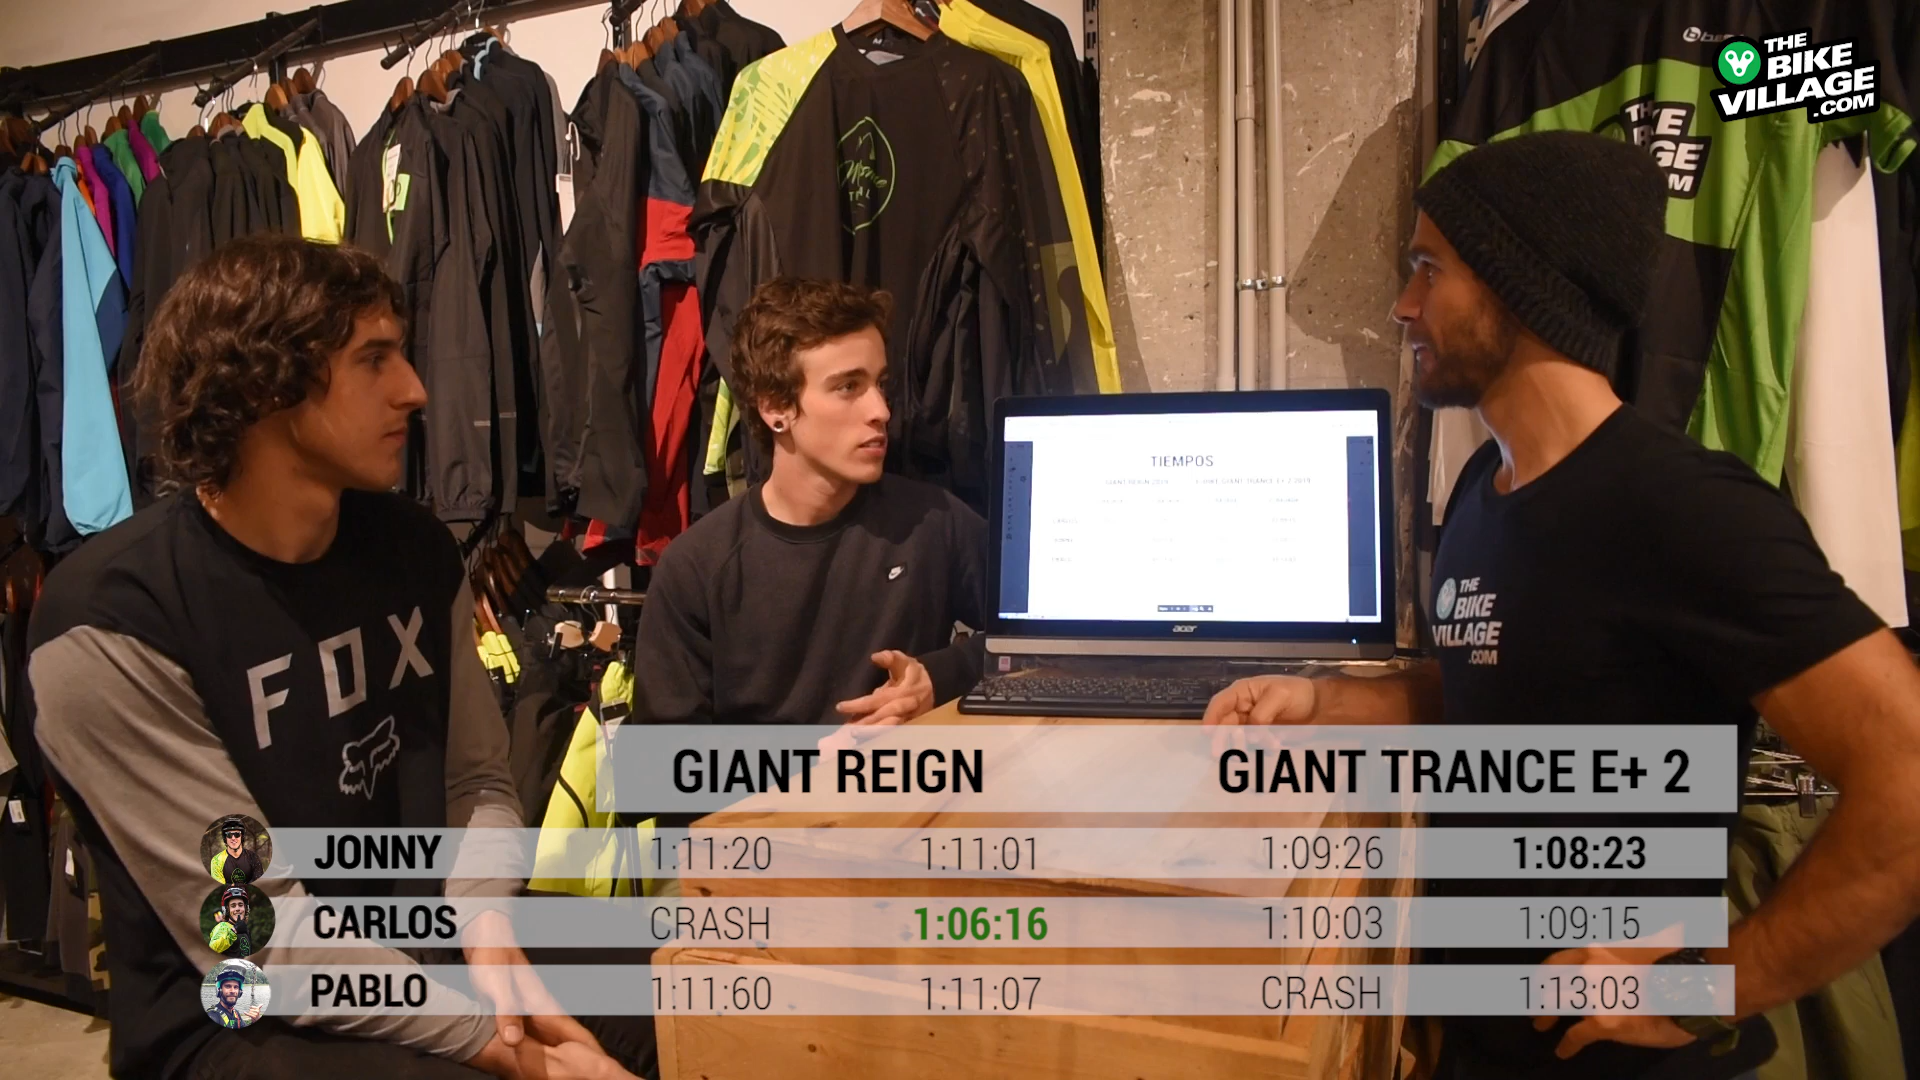 THE
BIKE
VILLAGE
.COM
TIEMPOS
GIANT REIGN
acer
FOX
THE
BIKE
VILLAGE
.COM
GIANT REIGN GIANT TRANCE E+ 2
JONNY 1:11:20 1:11:01 1:09:26 1:08:23
CARLOS CRASH 1:06:16 1:10:03 1:09:15
PABLO 1:11:60 1:11:07 CRASH 1:13:03